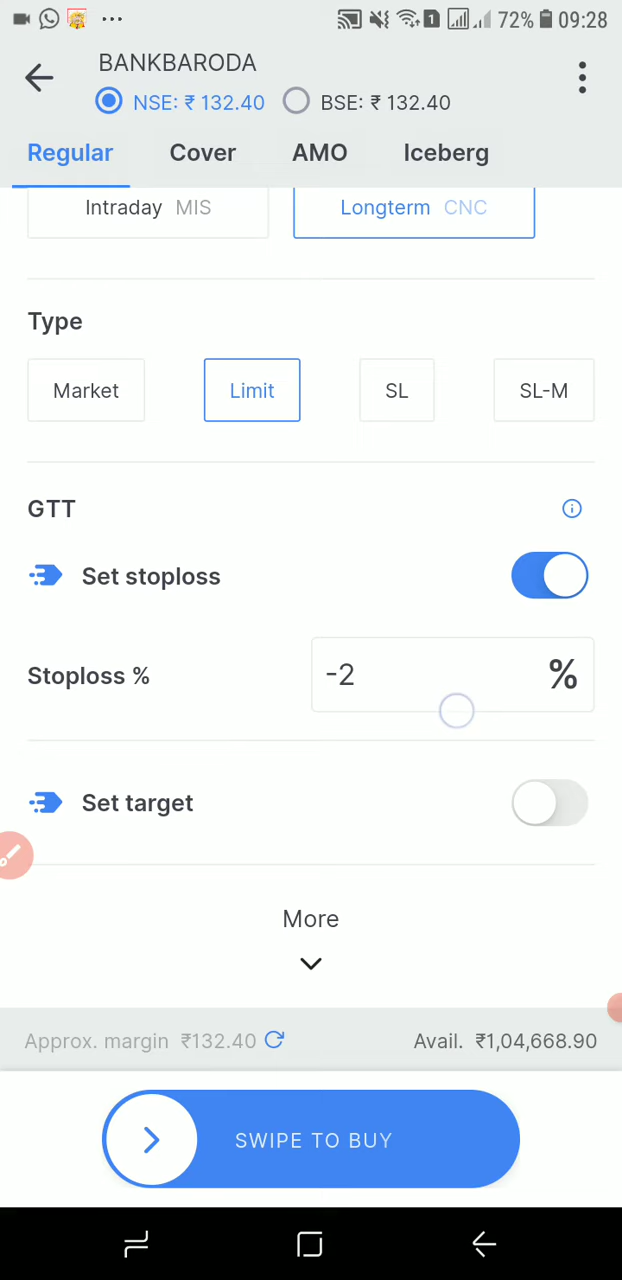 1 72% 09:28
BANKBARODA
NSE: ₹ 132.40 BSE: ₹ 132.40
Regular Cover AMO Iceberg
Intraday MIS Longterm CNC
Type
Market Limit SL SL-M
GTT
Set stoploss
Stoploss % -2 %
Set target
More
Approx. margin ₹132.40 Avail. ₹1,04,668.90
SWIPE TO BUY